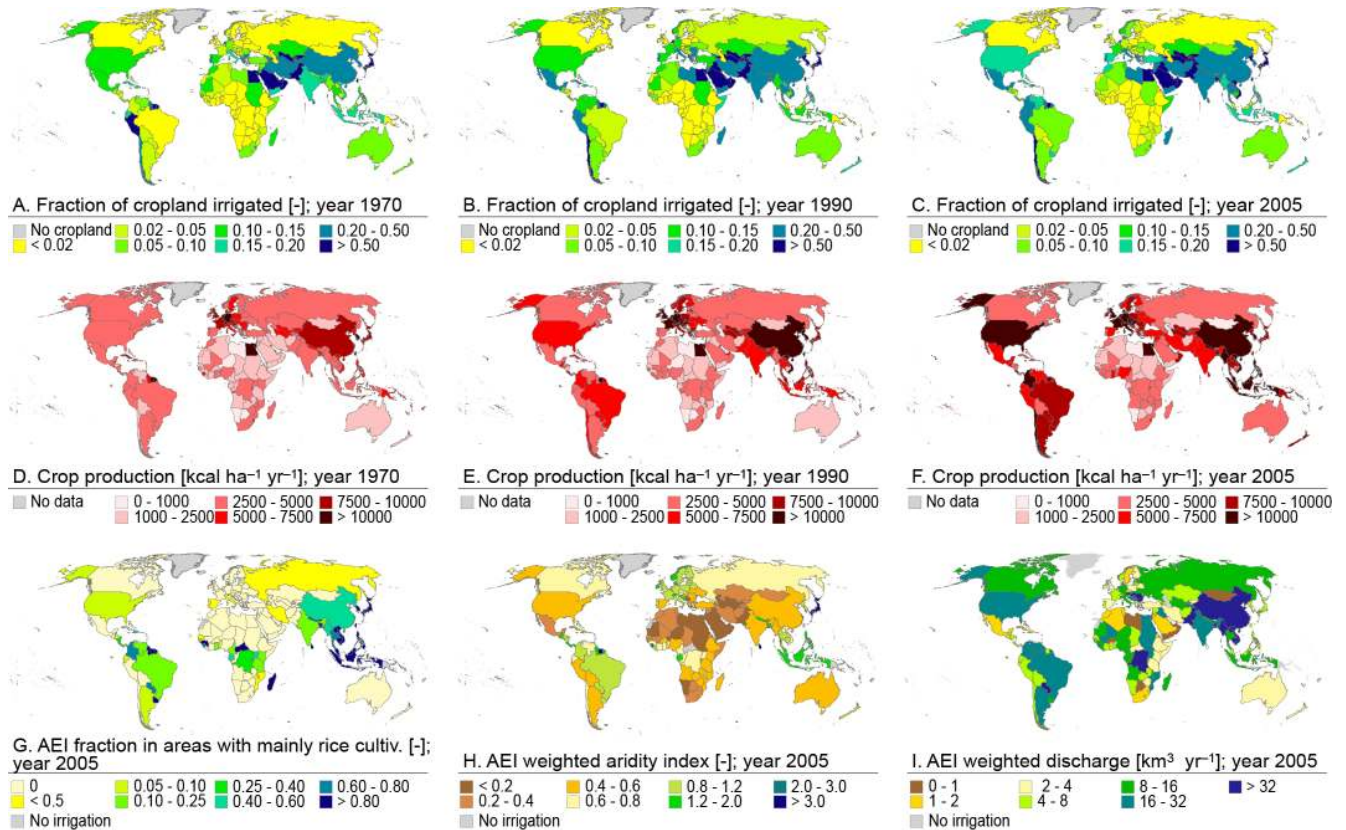 A. Fraction of cropland irrigated [-]; year 1970
No cropland 0.02 - 0.05 0.10 - 0.15 0.20 - 0.50
< 0.02 0.05 - 0.10 0.15 - 0.20 > 0.50
B. Fraction of cropland irrigated [-]; year 1990
No cropland 0.02 - 0.05 0.10 - 0.15 0.20 - 0.50
< 0.02 0.05 - 0.10 0.15 - 0.20 > 0.50
C. Fraction of cropland irrigated [-]; year 2005
No cropland 0.02 - 0.05 0.10 - 0.15 0.20 - 0.50
< 0.02 0.05 - 0.10 0.15 - 0.20 > 0.50
D. Crop production [kcal ha⁻¹ yr⁻¹]; year 1970
No data 0 - 1000 2500 - 5000 7500 - 10000
1000 - 2500 5000 - 7500 > 10000
E. Crop production [kcal ha⁻¹ yr⁻¹]; year 1990
No data 0 - 1000 2500 - 5000 7500 - 10000
1000 - 2500 5000 - 7500 > 10000
F. Crop production [kcal ha⁻¹ yr⁻¹]; year 2005
No data 0 - 1000 2500 - 5000 7500 - 10000
1000 - 2500 5000 - 7500 > 10000
G. AEI fraction in areas with mainly rice cultiv. [-];
year 2005
0 0.05 - 0.10 0.25 - 0.40 0.60 - 0.80
< 0.5 0.10 - 0.25 0.40 - 0.60 > 0.80
No irrigation
H. AEI weighted aridity index [-]; year 2005
< 0.2 0.4 - 0.6 0.8 - 1.2 2.0 - 3.0
0.2 - 0.4 0.6 - 0.8 1.2 - 2.0 > 3.0
No irrigation
I. AEI weighted discharge [km³ yr⁻¹]; year 2005
0 - 1 2 - 4 8 - 16 > 32
1 - 2 4 - 8 16 - 32
No irrigation